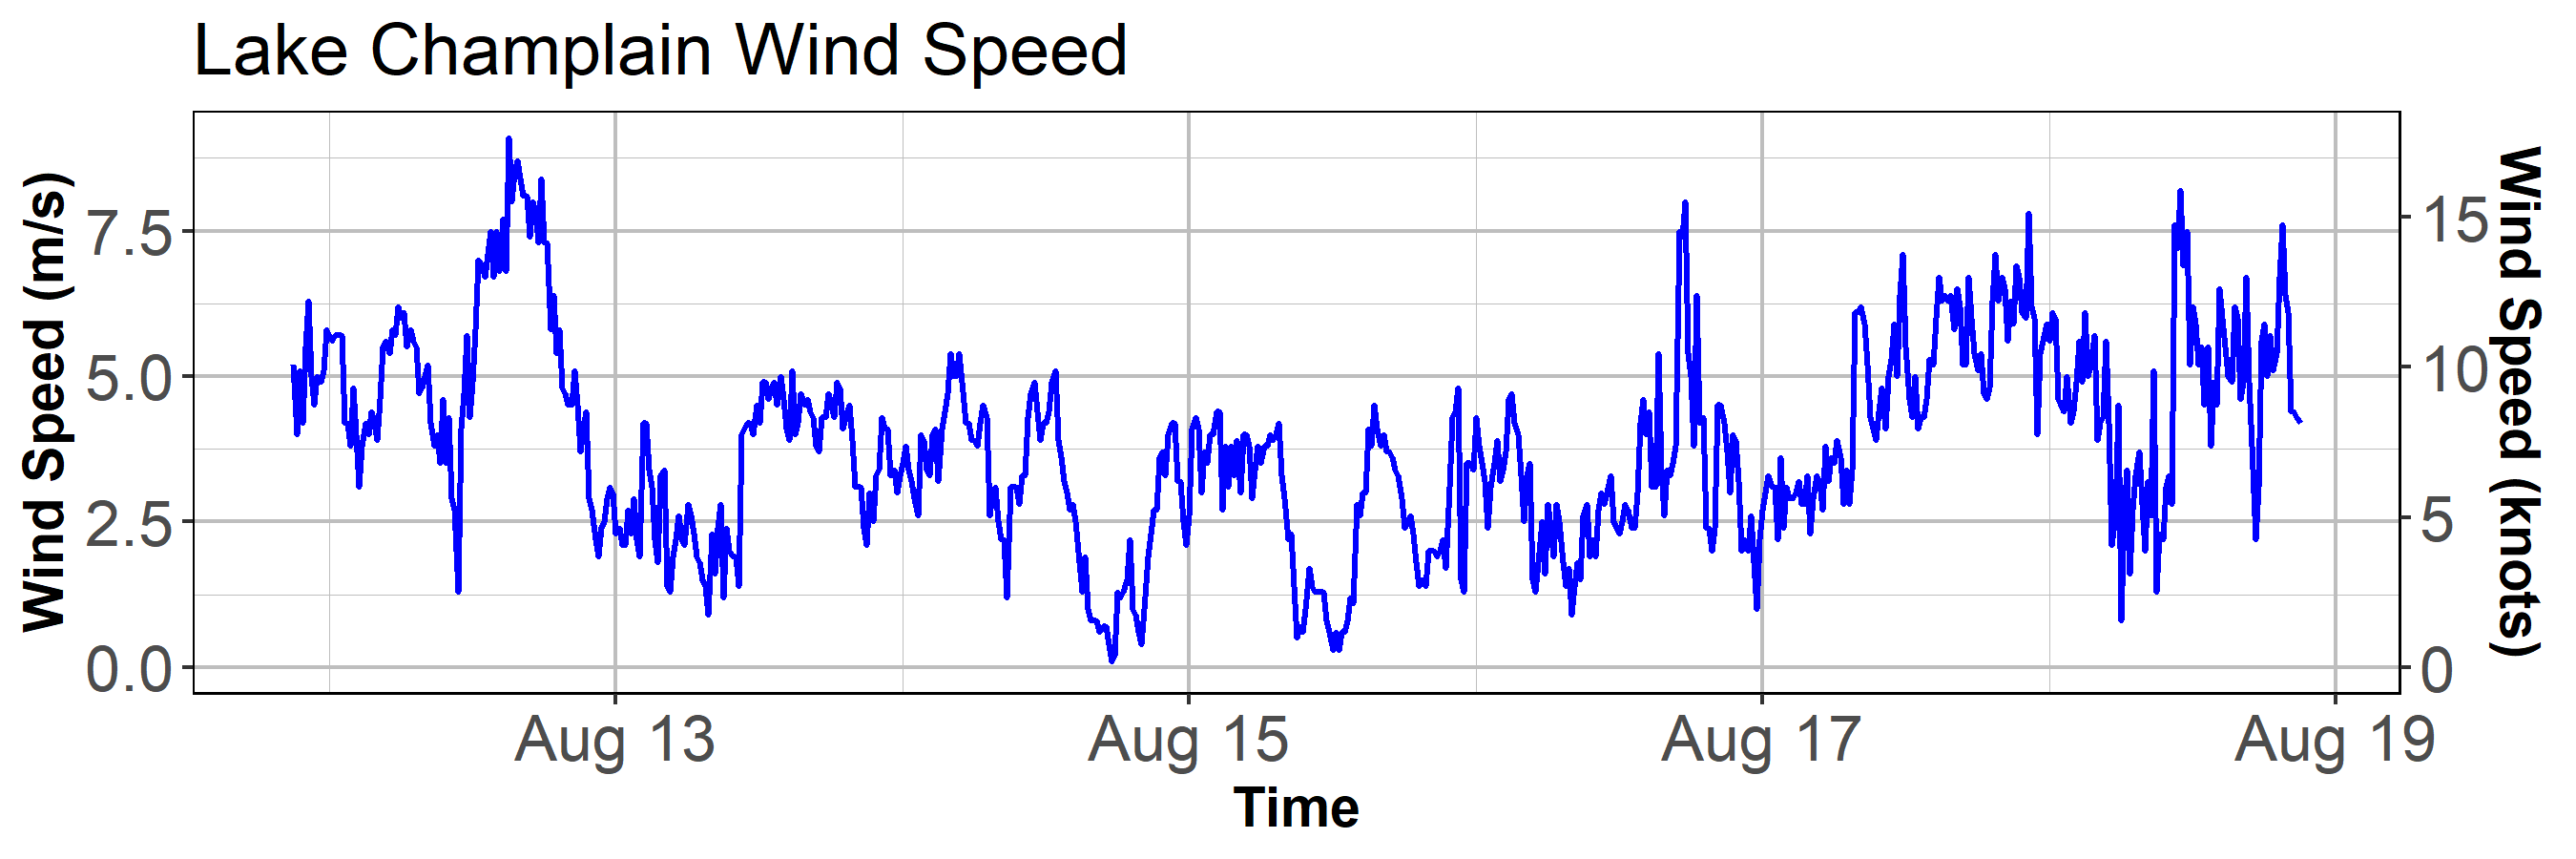 Lake Champlain Wind Speed
Wind Speed (m/s)
7.5
5.0
2.5
0.0
15
10
5
0
Wind Speed (knots)
Aug 13
Aug 15
Aug 17
Aug 19
Time